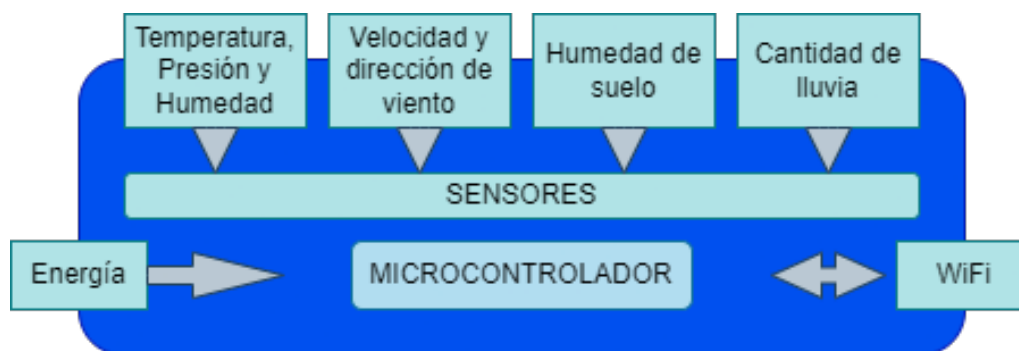 Temperatura,
Presión y
Humedad
Velocidad y
dirección de
viento
Humedad de
suelo
Cantidad de
lluvia
SENSORES
Energía
MICROCONTROLADOR
WiFi